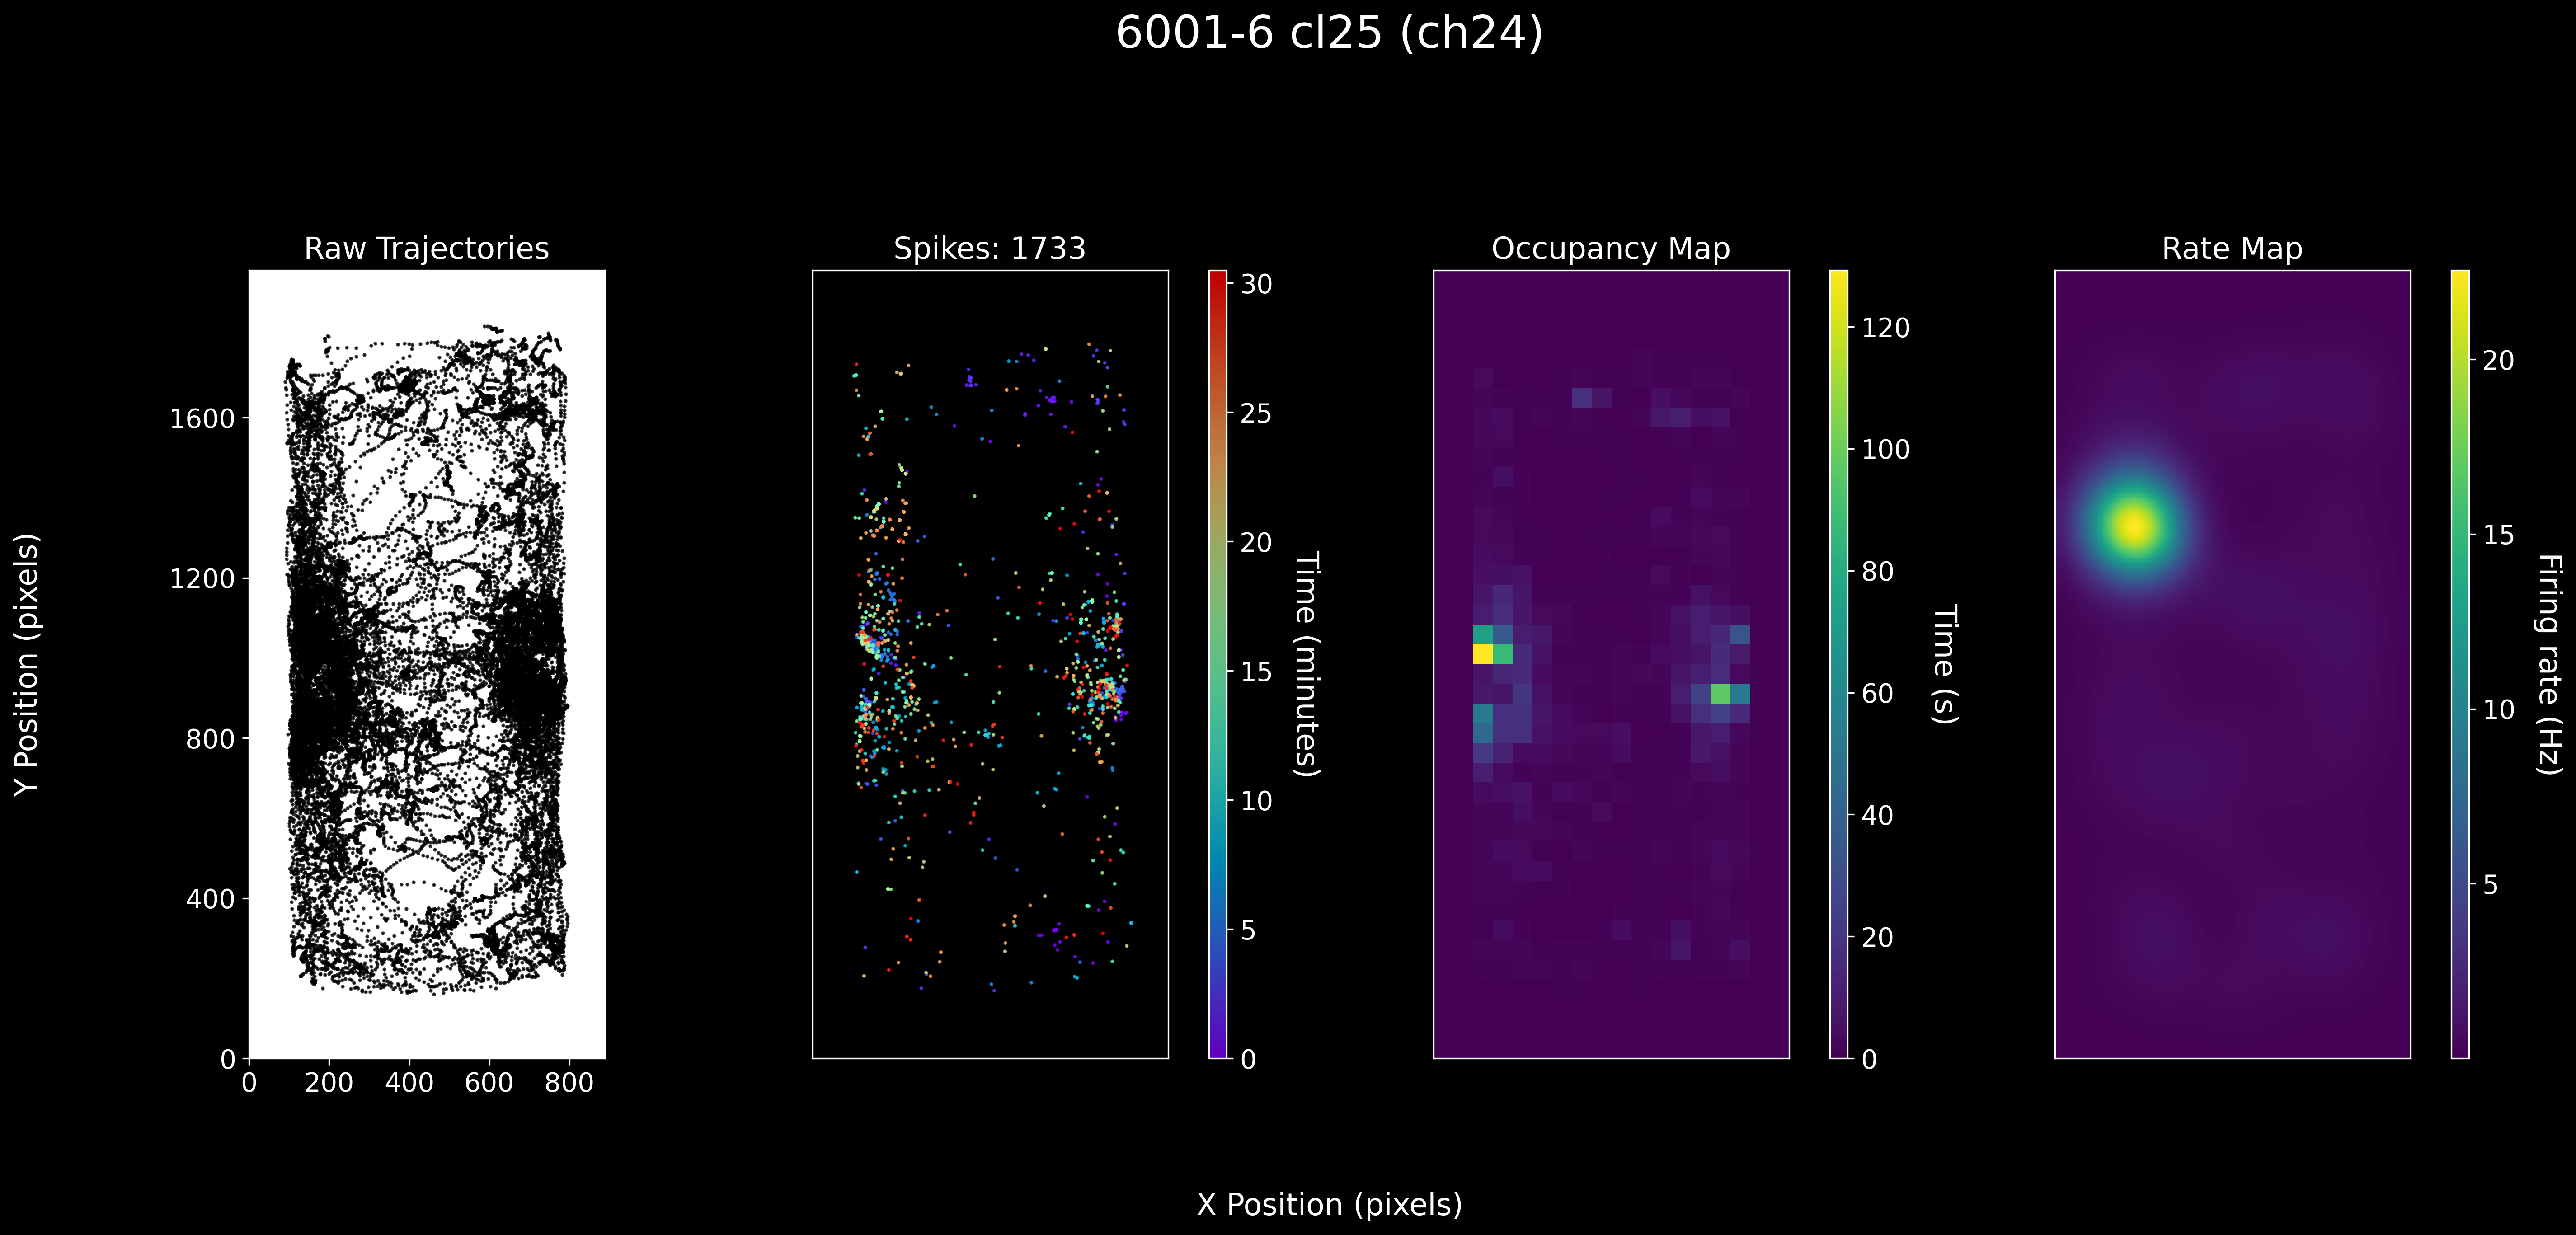 6001-6 cl25 (ch24)
Raw Trajectories
Spikes: 1733
Occupancy Map
Rate Map
Y Position (pixels)
1600
1200
800
400
0
0 200 400 600 800
30
25
20
15
10
5
0
Time (minutes)
120
100
80
60
40
20
0
Time (s)
20
15
10
5
Firing rate (Hz)
X Position (pixels)